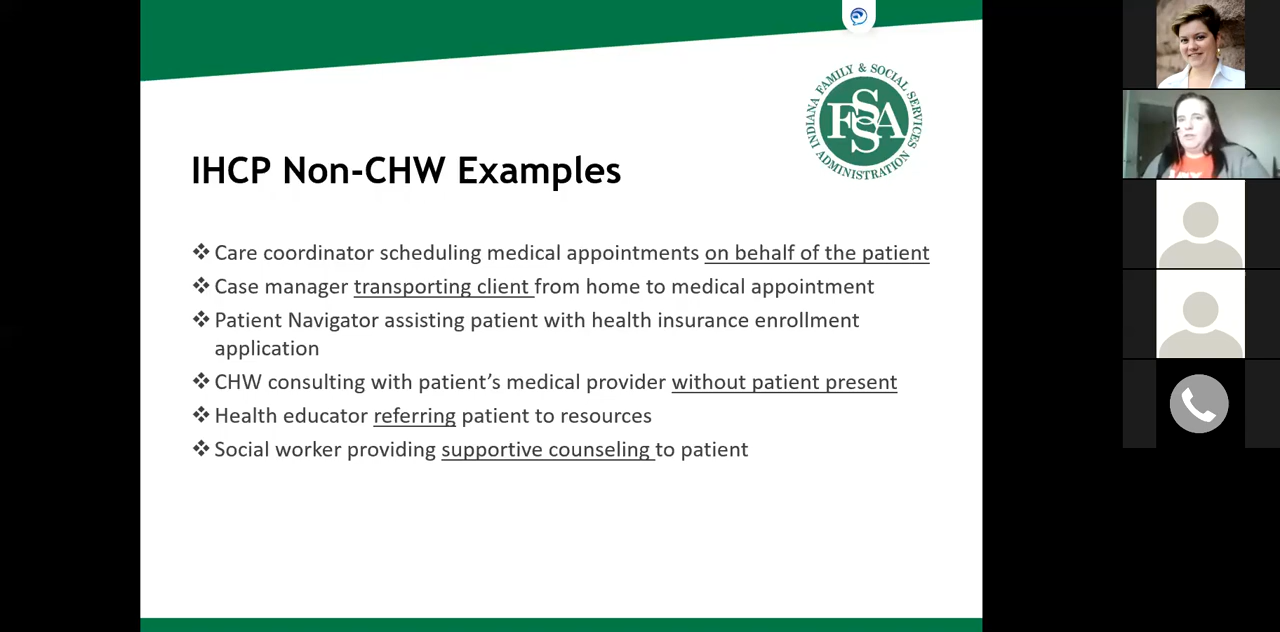 INDIANA FAMILY & SOCIAL SERVICES ADMINISTRATION
FSSA
IHCP Non-CHW Examples
❖ Care coordinator scheduling medical appointments on behalf of the patient
❖ Case manager transporting client from home to medical appointment
❖ Patient Navigator assisting patient with health insurance enrollment
application
❖ CHW consulting with patient’s medical provider without patient present
❖ Health educator referring patient to resources
❖ Social worker providing supportive counseling to patient